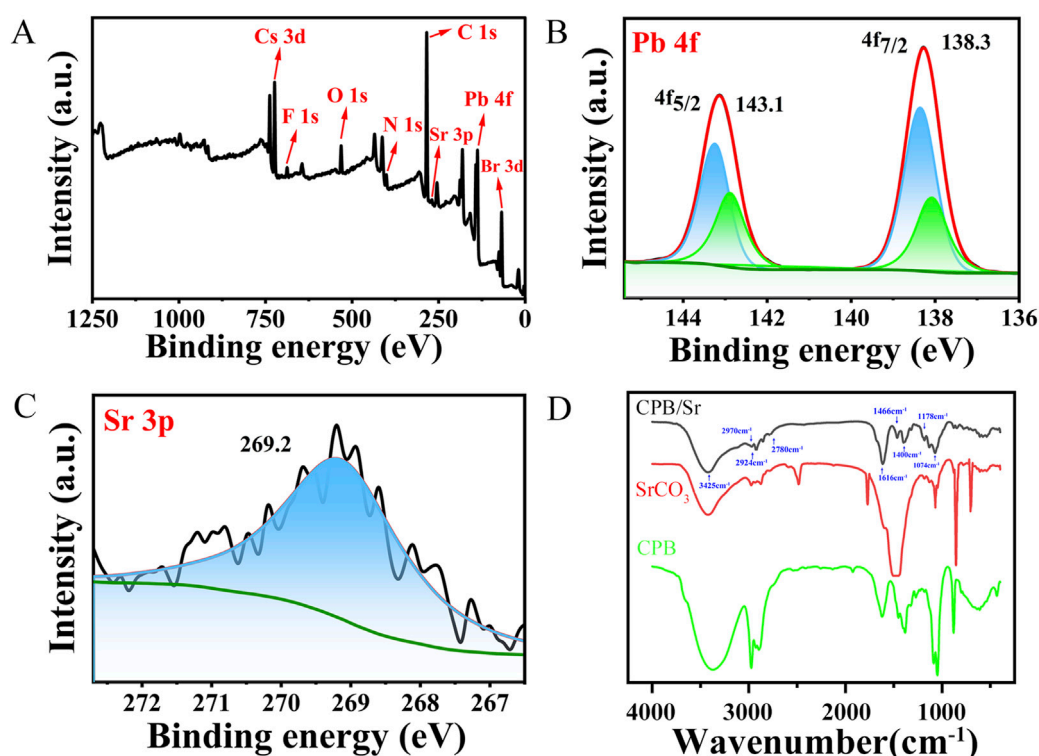 A
Cs 3d
C 1s
O 1s
Pb 4f
F 1s
N 1s
Sr 3p
Br 3d
Intensity (a.u.)
1250 1000 750 500 250 0
Binding energy (eV)
B
Pb 4f
4f7/2 138.3
4f5/2 143.1
Intensity (a.u.)
144 142 140 138 136
Binding energy (eV)
C
Sr 3p
269.2
Intensity (a.u.)
272 271 270 269 268 267
Binding energy (eV)
D
CPB/Sr
1466cm-1
1178cm-1
2970cm-1
2780cm-1
2924cm-1
1400cm-1
1074cm-1
3425cm-1
1616cm-1
SrCO3
CPB
4000 3000 2000 1000
Wavenumber(cm-1)